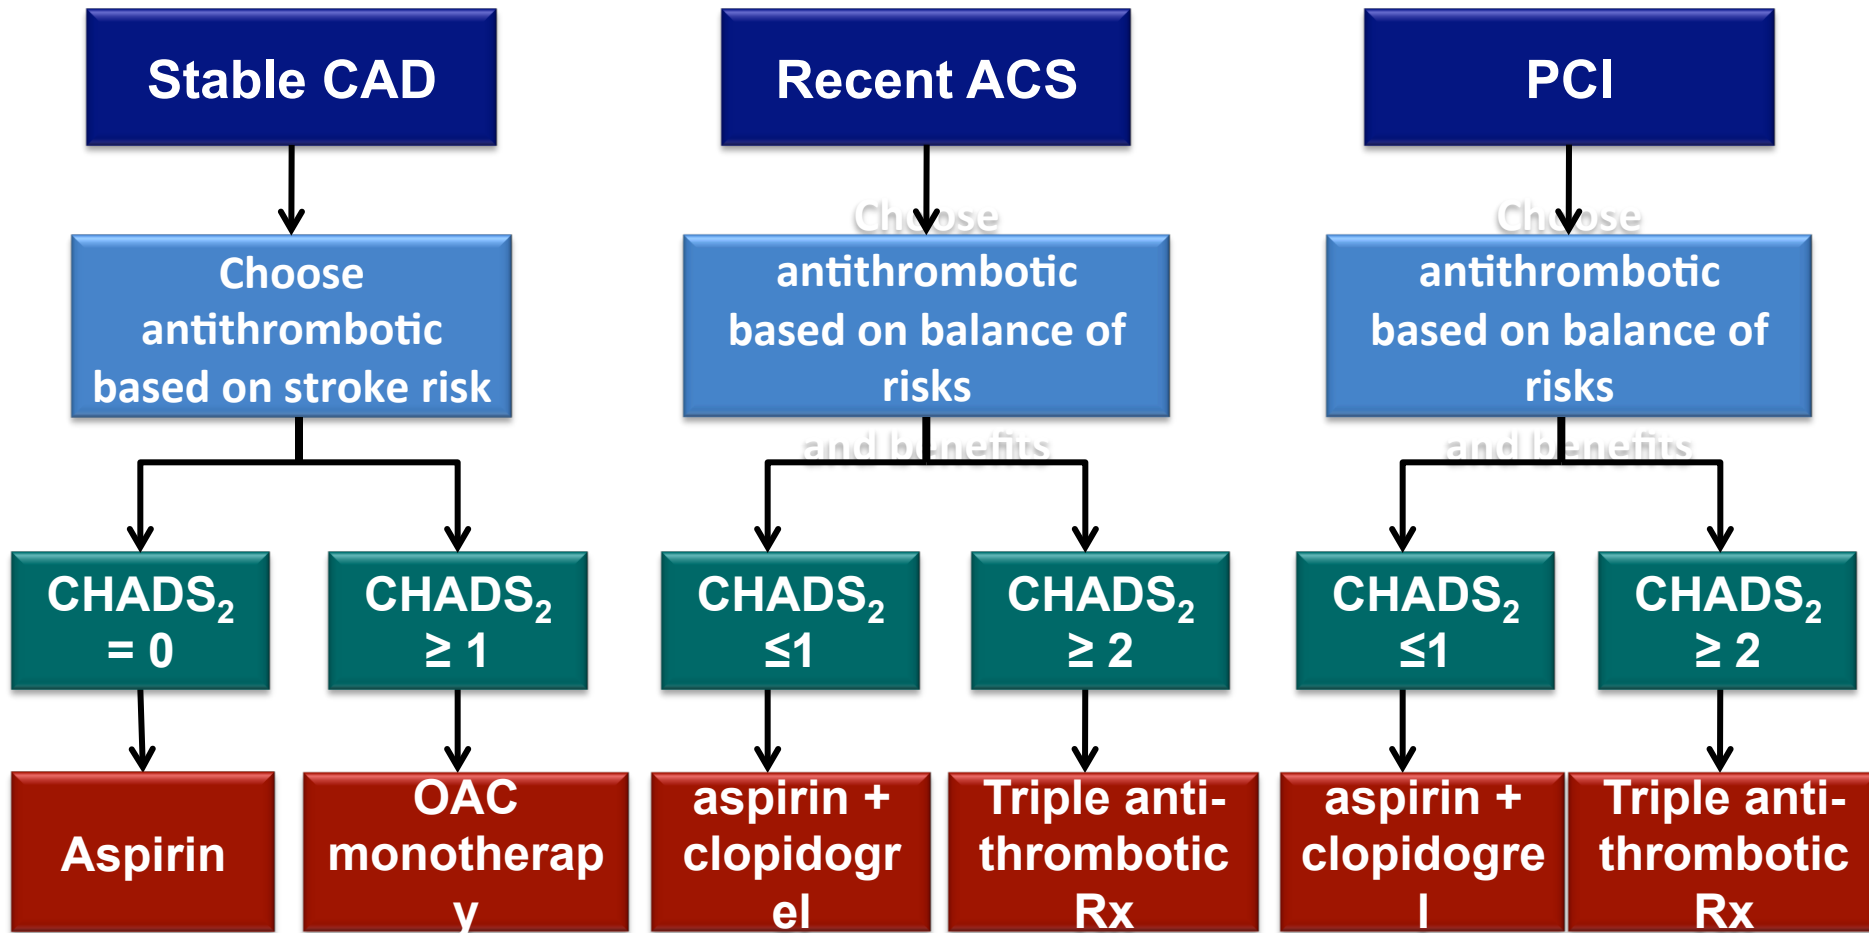 Stable CAD
Recent ACS
PCI
Choose
antithrombotic
based on stroke risk
Choose
antithrombotic
based on balance of
risks
and benefits
Choose
antithrombotic
based on balance of
risks
and benefits
CHADS₂
= 0
CHADS₂
≥ 1
CHADS₂
≤1
CHADS₂
≥ 2
CHADS₂
≤1
CHADS₂
≥ 2
Aspirin
OAC
monotherap
y
aspirin +
clopidogr
el
Triple anti-
thrombotic
Rx
aspirin +
clopidogre
l
Triple anti-
thrombotic
Rx